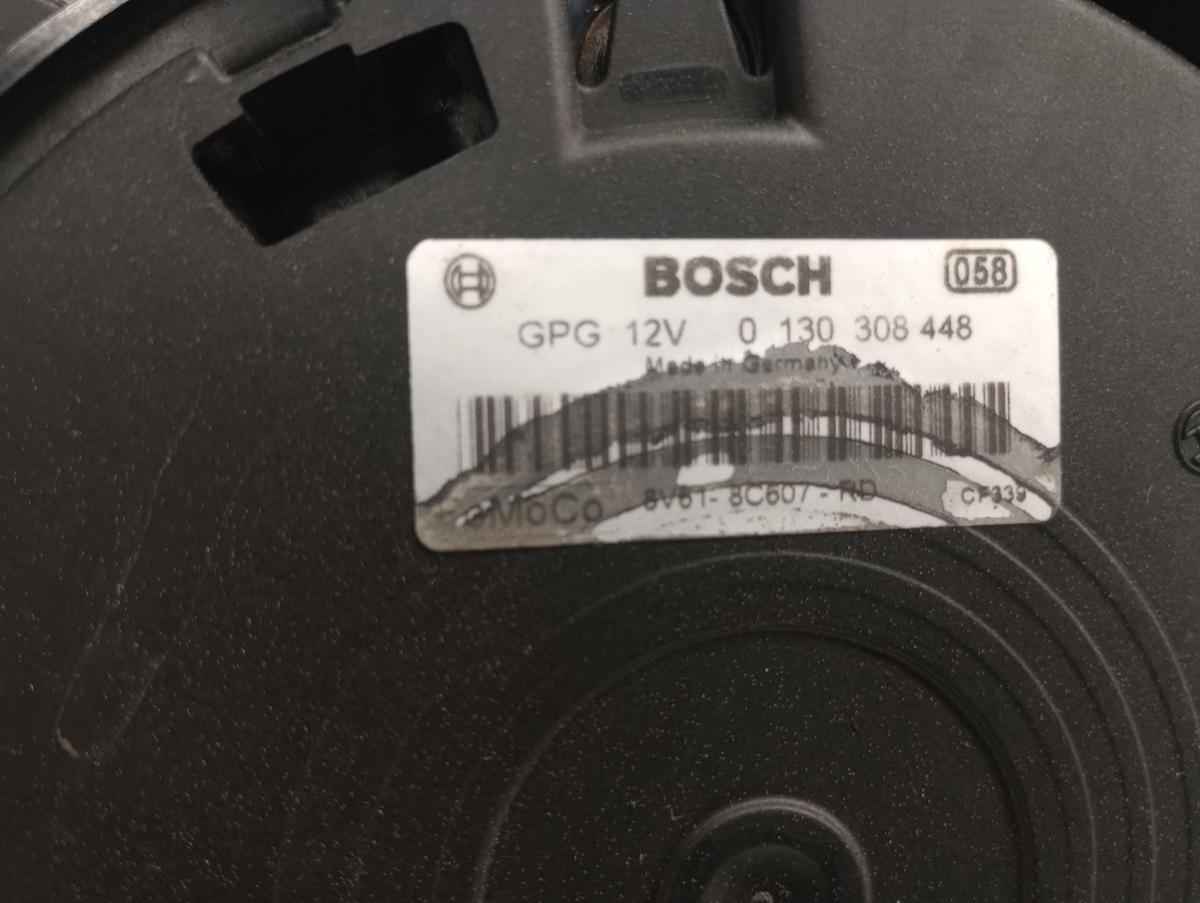 BOSCH 058
GPG 12V 0 130 308 448
Made in Germany
MoCo 8V61- 8C607 - RD CF339